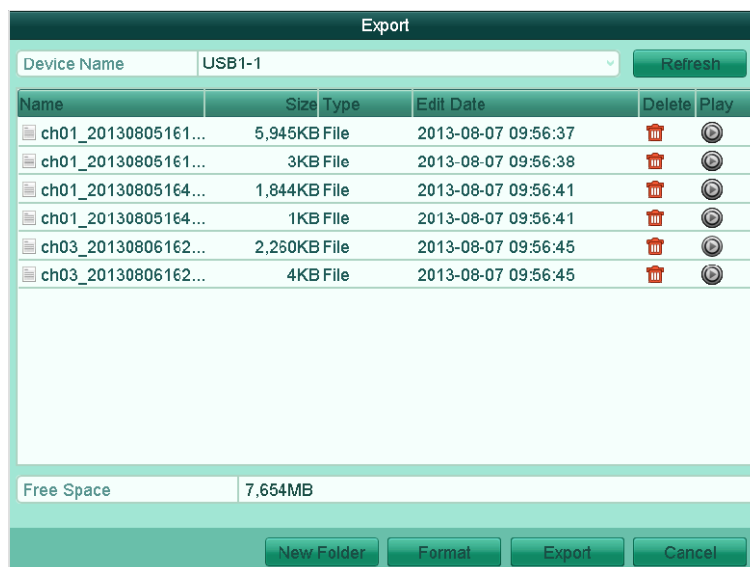 Export
Device Name USB1-1 Refresh
Name Size Type Edit Date Delete Play
ch01_20130805161... 5,945KB File 2013-08-07 09:56:37
ch01_20130805161... 3KB File 2013-08-07 09:56:38
ch01_20130805164... 1,844KB File 2013-08-07 09:56:41
ch01_20130805164... 1KB File 2013-08-07 09:56:41
ch03_20130806162... 2,260KB File 2013-08-07 09:56:45
ch03_20130806162... 4KB File 2013-08-07 09:56:45
Free Space 7,654MB
New Folder Format Export Cancel